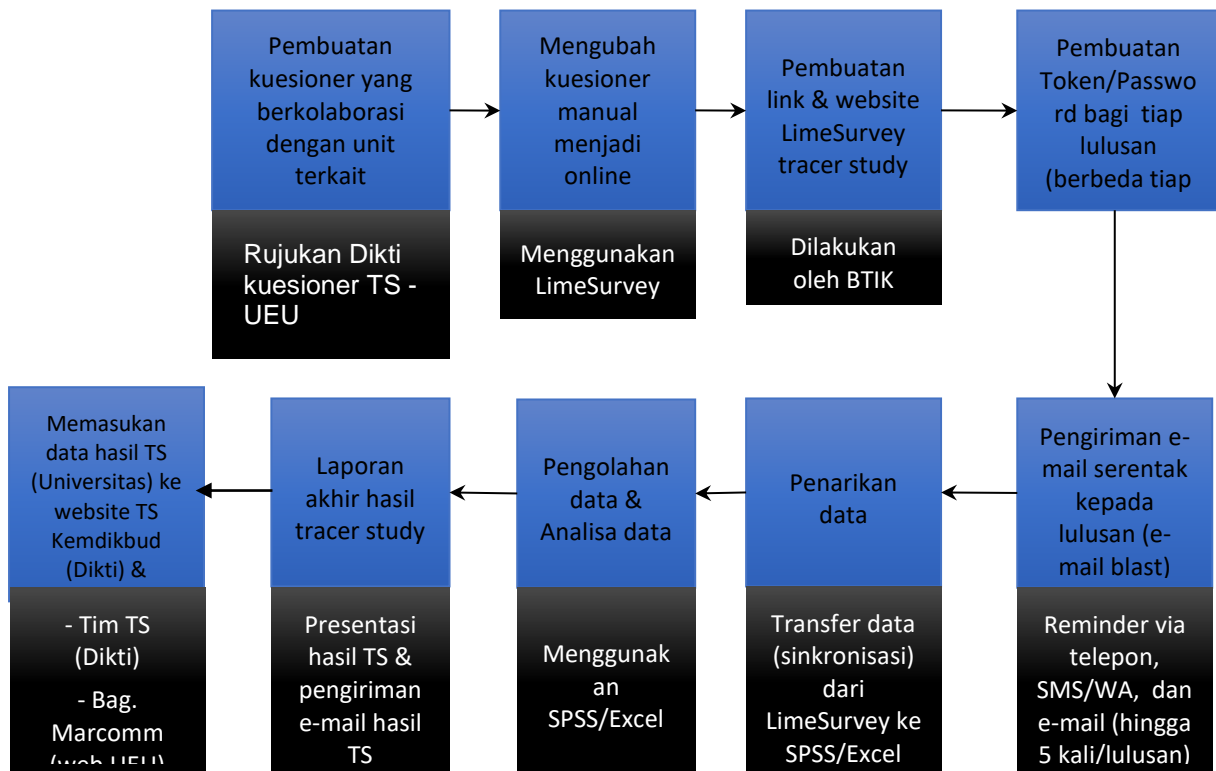 Pembuatan
kuesioner yang
berkolaborasi
dengan unit
terkait
Rujukan Dikti
kuesioner TS -
UEU
Mengubah
kuesioner
manual
menjadi
online
Menggunakan
LimeSurvey
Pembuatan
link & website
LimeSurvey
tracer study
Dilakukan
oleh BTIK
Pembuatan
Token/Passwo
rd bagi tiap
lulusan
(berbeda tiap
Pengiriman e-
mail serentak
kepada
lulusan (e-
mail blast)
Reminder via
telepon,
SMS/WA, dan
e-mail (hingga
5 kali/lulusan)
Penarikan
data
Transfer data
(sinkronisasi)
dari
LimeSurvey ke
SPSS/Excel
Pengolahan
data &
Analisa data
Menggunak
an
SPSS/Excel
Laporan
akhir hasil
tracer study
Presentasi
hasil TS &
pengiriman
e-mail hasil
TS
Memasukan
data hasil TS
(Universitas) ke
website TS
Kemdikbud
(Dikti) &
- Tim TS
(Dikti)
- Bag.
Marcomm
(web UEU)